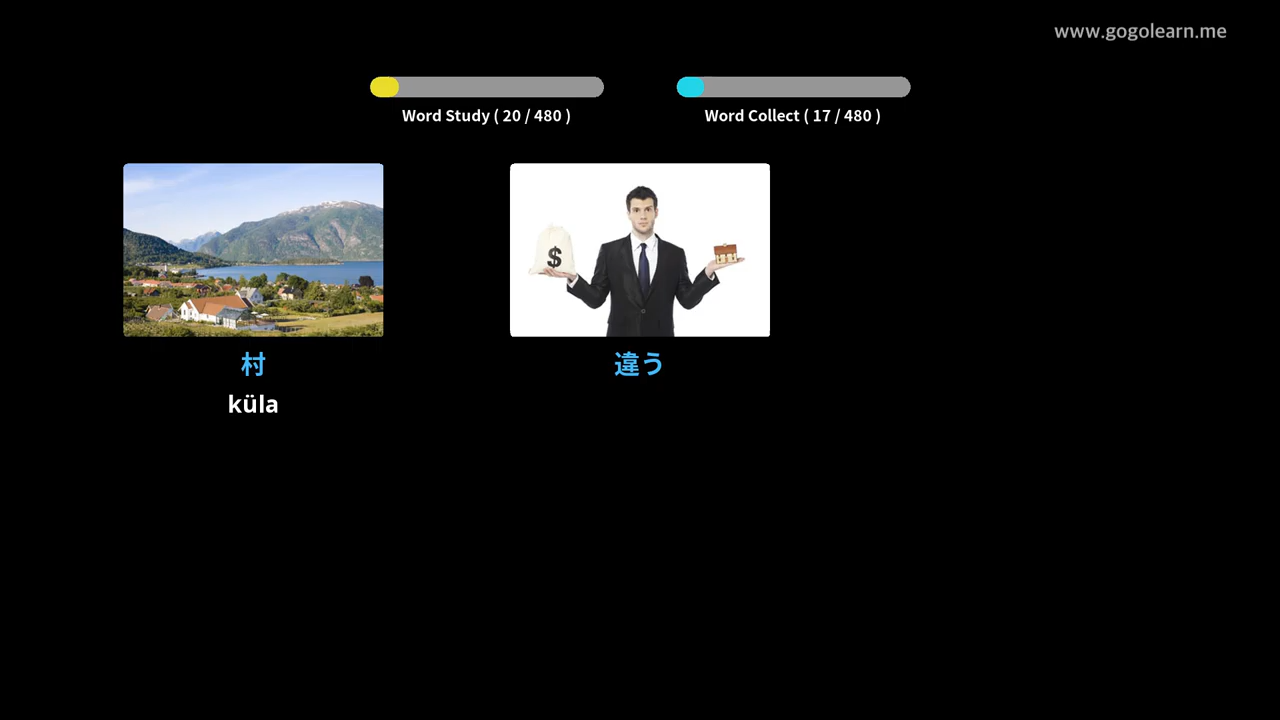 www.gogolearn.me
Word Study ( 20 / 480 )
Word Collect ( 17 / 480 )
$
村
違う
küla